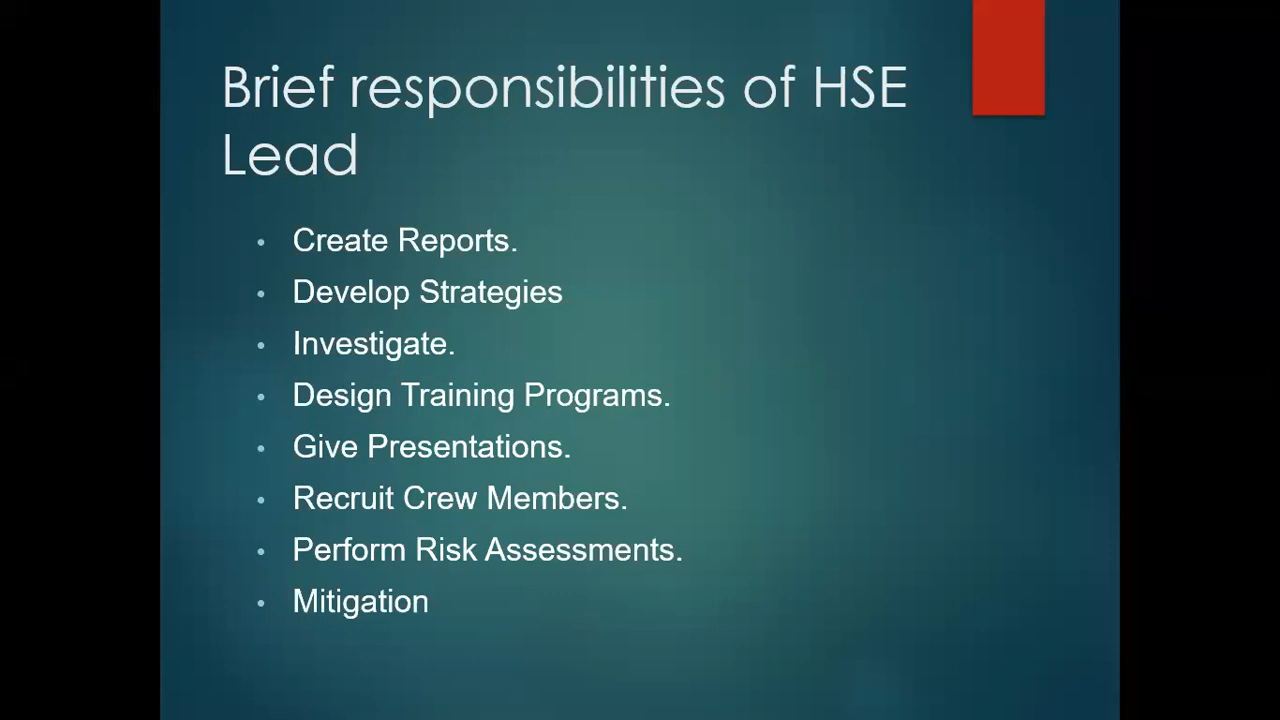 Brief responsibilities of HSE
Lead
• Create Reports.
• Develop Strategies
• Investigate.
• Design Training Programs.
• Give Presentations.
• Recruit Crew Members.
• Perform Risk Assessments.
• Mitigation